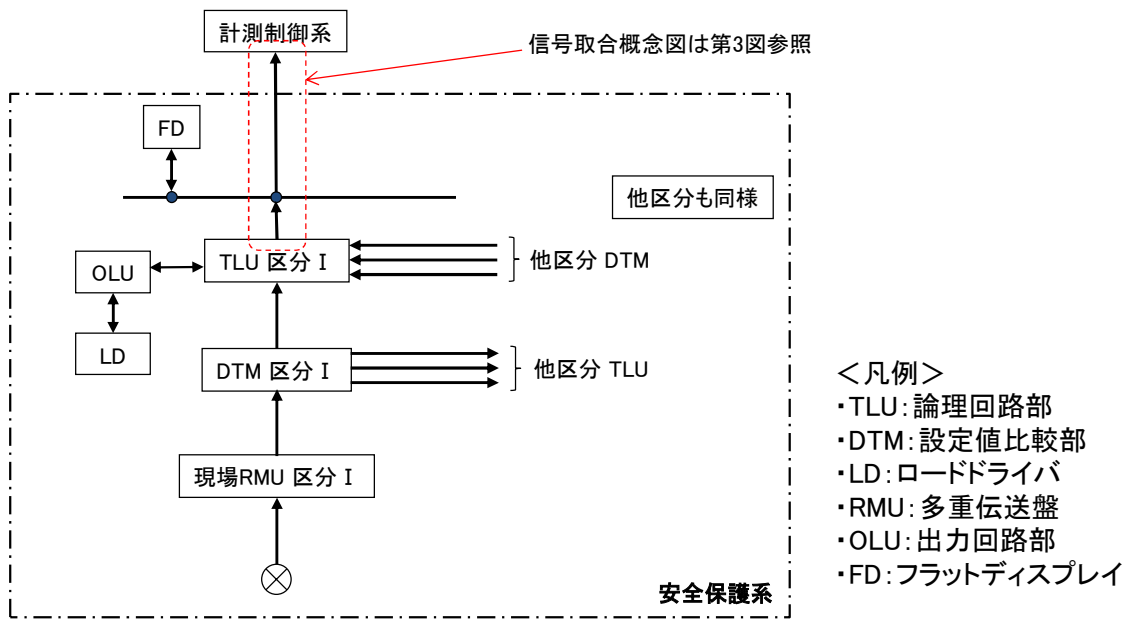 計測制御系
信号取合概念図は第3図参照
FD
他区分も同様
TLU 区分Ⅰ
他区分 DTM
OLU
LD
DTM 区分Ⅰ
他区分 TLU
現場RMU 区分Ⅰ
安全保護系
＜凡例＞
・TLU：論理回路部
・DTM：設定値比較部
・LD：ロードドライバ
・RMU：多重伝送盤
・OLU：出力回路部
・FD：フラットディスプレイ